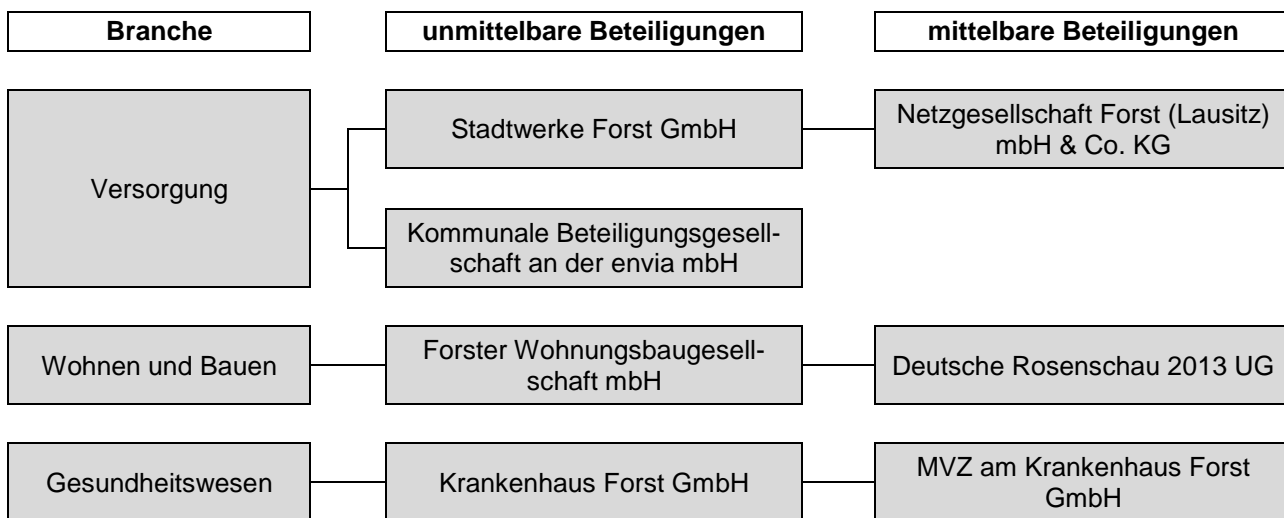 Branche
unmittelbare Beteiligungen
mittelbare Beteiligungen
Versorgung
Stadtwerke Forst GmbH
Netzgesellschaft Forst (Lausitz)
mbH & Co. KG
Kommunale Beteiligungsgesell-
schaft an der envia mbH
Wohnen und Bauen
Forster Wohnungsbaugesell-
schaft mbH
Deutsche Rosenschau 2013 UG
Gesundheitswesen
Krankenhaus Forst GmbH
MVZ am Krankenhaus Forst
GmbH